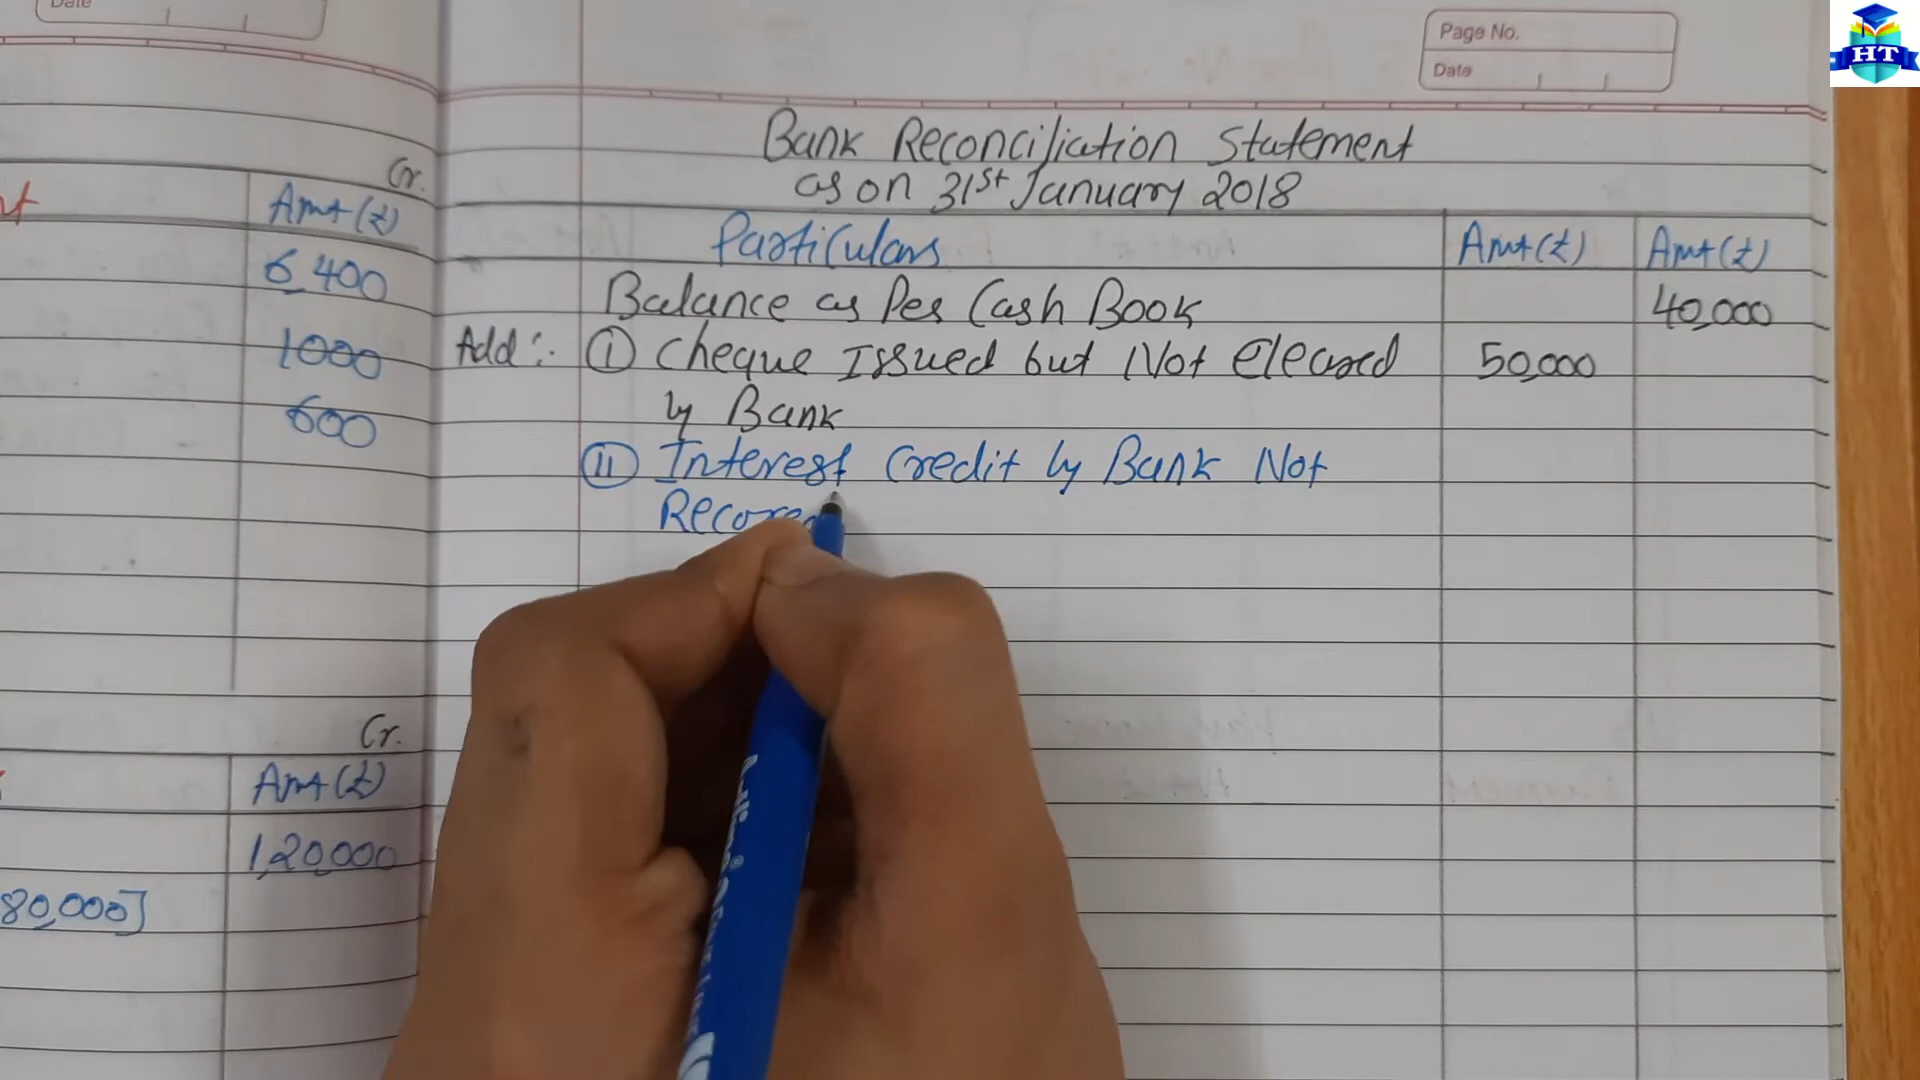 Date
Cr.
Amt (₹)
6,400
1000
600
Cr.
Amt (₹)
1,20,000
80,000]
Page No.
Date
HT
Bank Reconciliation Statement
as on 31st January 2018
Particulars Amt (₹) Amt (₹)
Balance as Per Cash Book 40,000
Add:- (i) Cheque Issued but Not Cleared 50,000
by Bank
(ii) Interest Credit by Bank Not
Recore